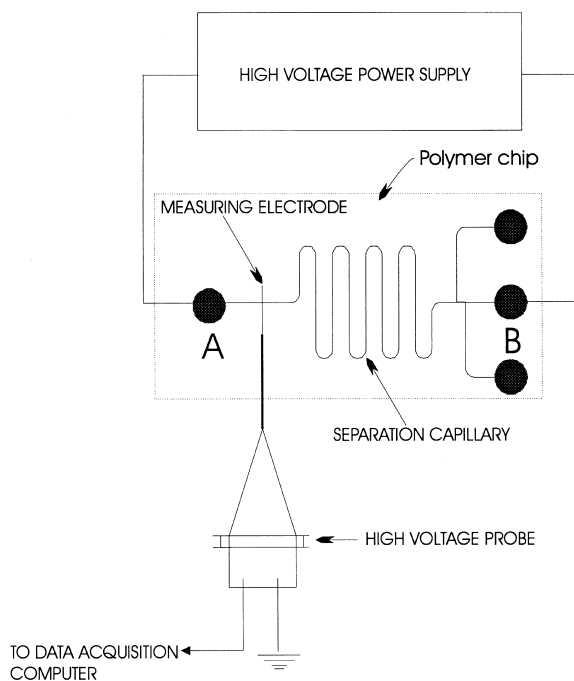 HIGH VOLTAGE POWER SUPPLY
Polymer chip
MEASURING ELECTRODE
A
B
SEPARATION CAPILLARY
HIGH VOLTAGE PROBE
TO DATA ACQUISITION
COMPUTER